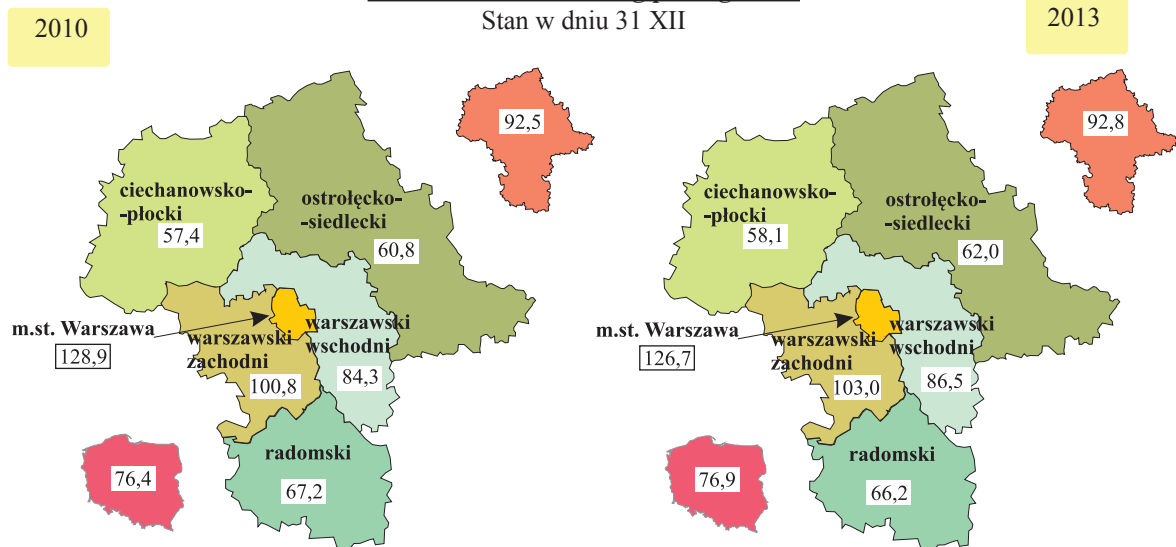 Stan w dniu 31 XII
2010
2013
92,5
ciechanowsko-
-płocki
57,4
ostrołęcko-
-siedlecki
60,8
m.st. Warszawa
128,9
warszawski
zachodni
100,8
warszawski
wschodni
84,3
76,4
radomski
67,2
92,8
ciechanowsko-
-płocki
58,1
ostrołęcko-
-siedlecki
62,0
m.st. Warszawa
126,7
warszawski
zachodni
103,0
warszawski
wschodni
86,5
76,9
radomski
66,2